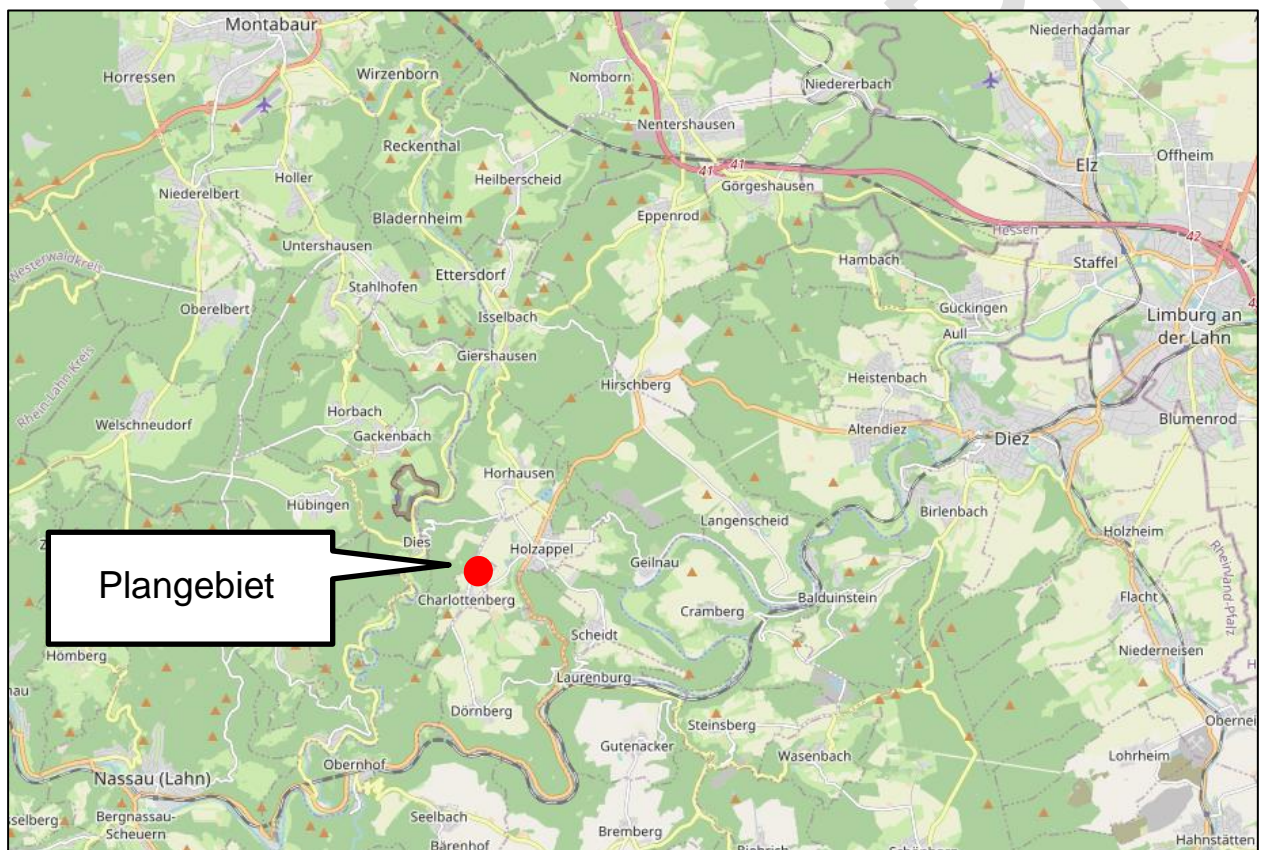 Montabaur
Niederhadamar
Horressen
Wirzenborn
Nomborn
Niedererbach
Nentershausen
Reckenthal
Elz
Offheim
41
41
Niederelbert
Holler
Heilberscheid
Görgeshausen
Bladernheim
Eppenrod
Hessen
42
Untershausen
Westerwaldkreis
Ettersdorf
Hambach
Staffel
Stahlhofen
Oberelbert
Isselbach
Gückingen
Limburg an
der Lahn
Aull
Giershausen
Rhein-Lahn Kreis
Hirschberg
Heistenbach
Horbach
Welschneudorf
Gackenbach
Altendiez
Diez
Blumenrod
Horhausen
Hübingen
Langenscheid
Birlenbach
Holzheim
Dies
Holzappel
Geilnau
Rheinland-Pfalz
Plangebiet
Charlottenberg
Cramberg
Balduinstein
Flacht
Scheidt
Hömberg
Niederneisen
Laurenburg
Dörnberg
Steinsberg
Gutenacker
Wasenbach
Lohrheim
Obernhof
Nassau (Lahn)
Bergnassau-
Scheuern
Seelbach
Bremberg
Bärenhof
Hahnstätten